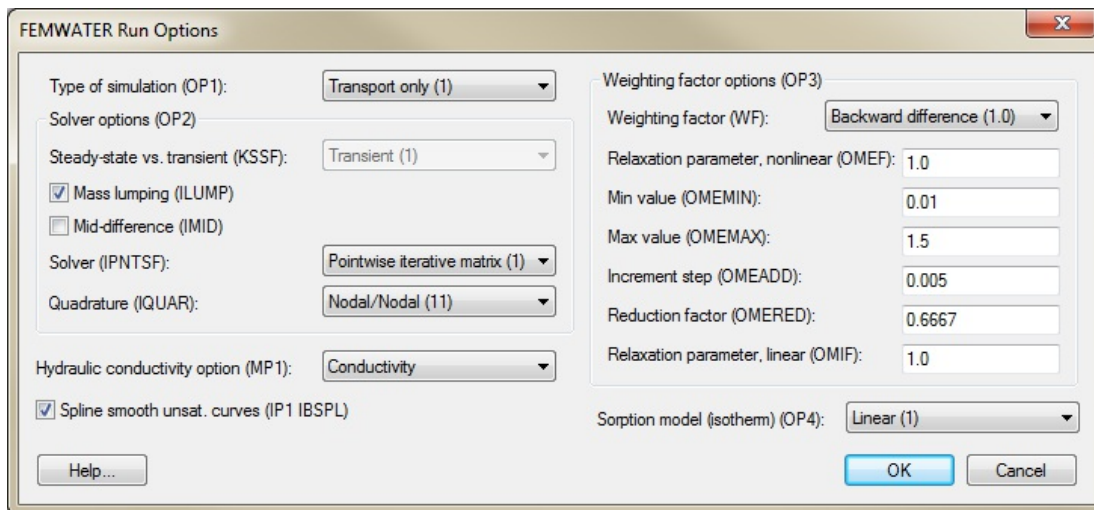 FEMWATER Run Options
Type of simulation (OP1): Transport only (1)
Solver options (OP2)
Steady-state vs. transient (KSSF): Transient (1)
Mass lumping (ILUMP)
Mid-difference (IMID)
Solver (IPNTSF): Pointwise iterative matrix (1)
Quadrature (IQUAR): Nodal/Nodal (11)
Hydraulic conductivity option (MP1): Conductivity
Spline smooth unsat. curves (IP1 IBSPL)
Help...
Weighting factor options (OP3)
Weighting factor (WF): Backward difference (1.0)
Relaxation parameter, nonlinear (OMEF): 1.0
Min value (OMEMIN): 0.01
Max value (OMEMAX): 1.5
Increment step (OMEADD): 0.005
Reduction factor (OMERED): 0.6667
Relaxation parameter, linear (OMIF): 1.0
Sorption model (isotherm) (OP4): Linear (1)
OK Cancel